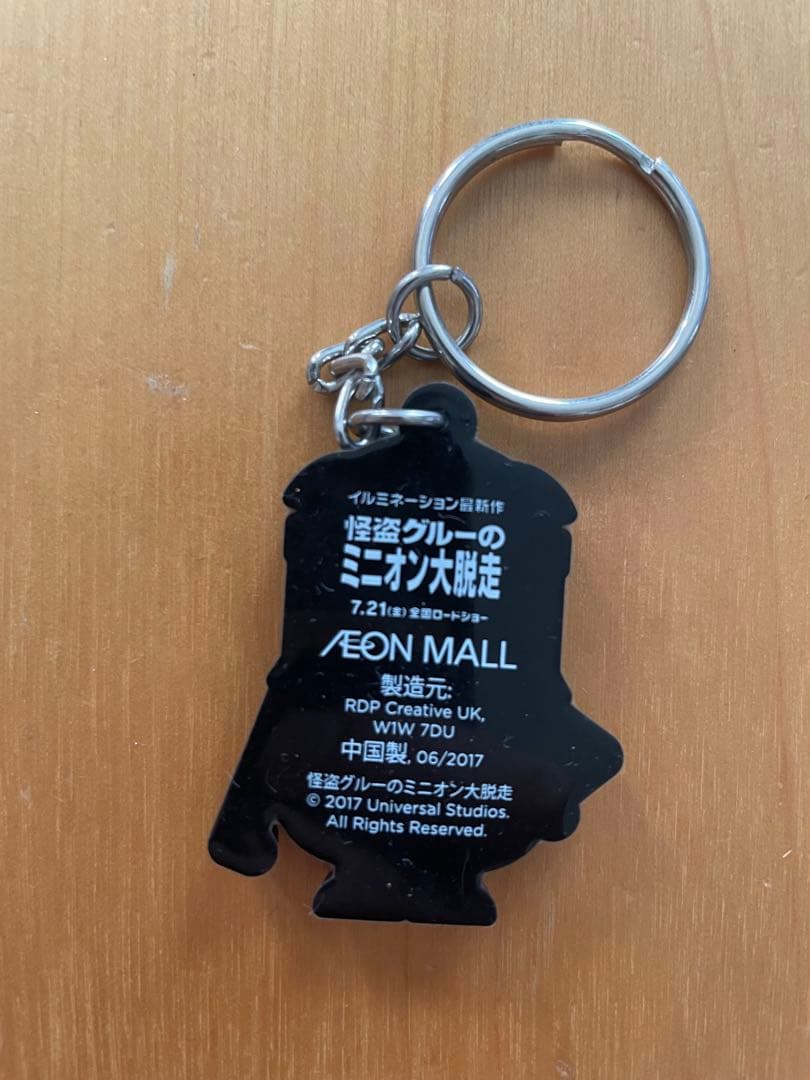 イルミネーション最新作
怪盗グルーの
ミニオン大脱走
7.21(金)全国ロードショー
ÆON MALL
製造元:
RDP Creative UK,
W1W 7DU
中国製, 06/2017
怪盗グルーのミニオン大脱走
© 2017 Universal Studios.
All Rights Reserved.